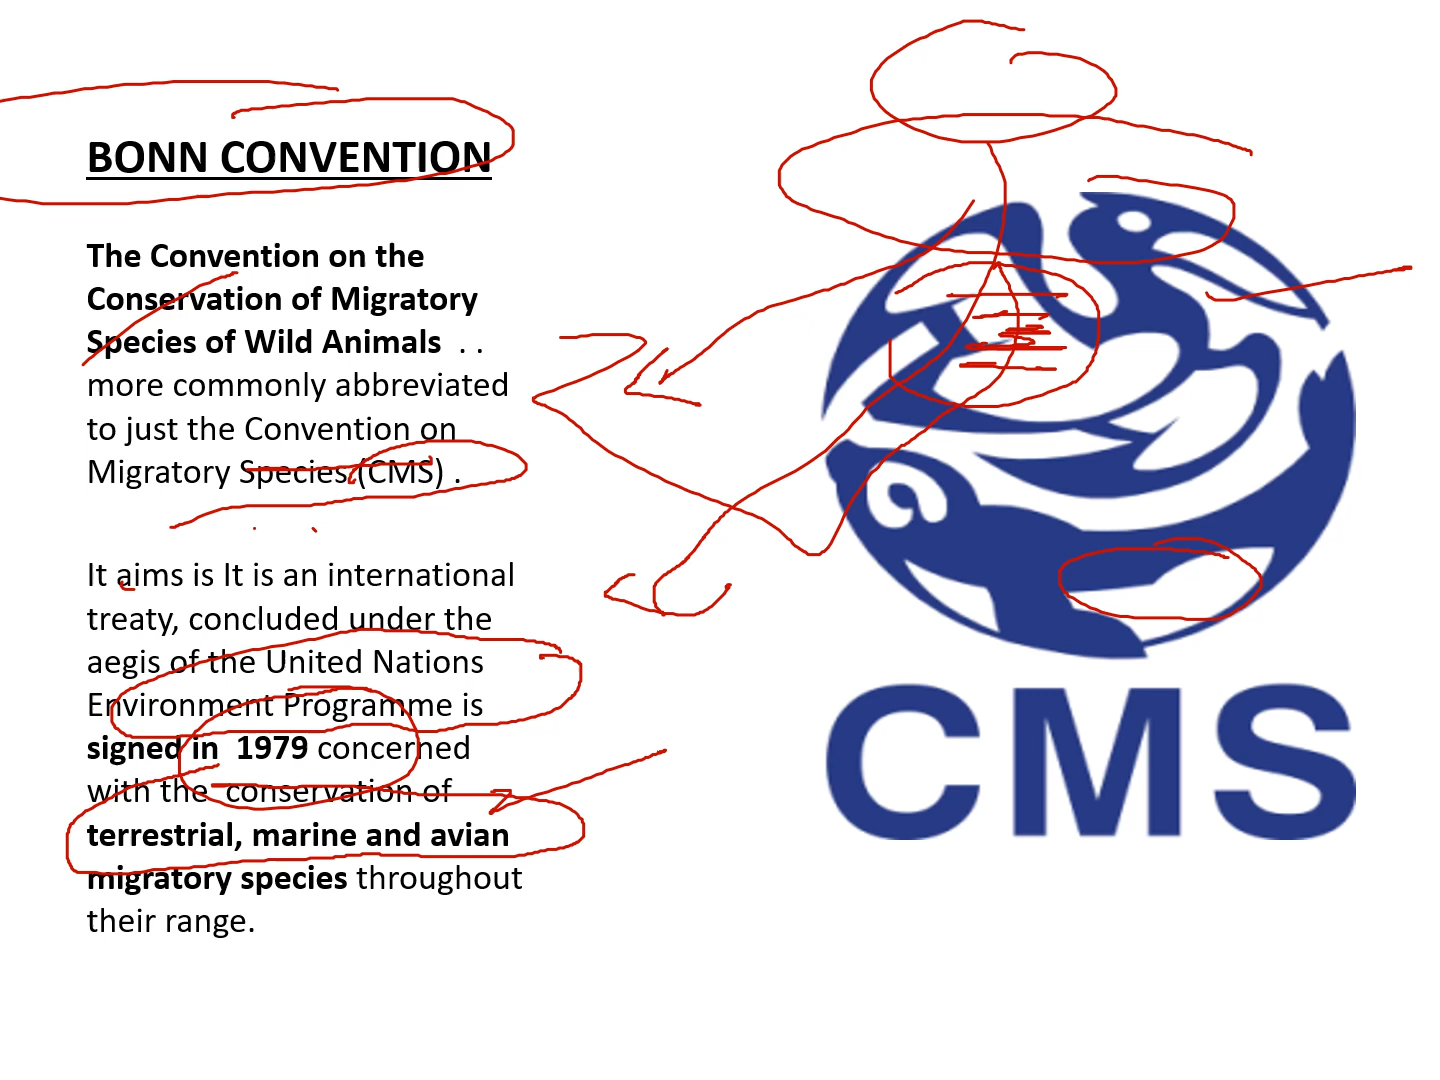 BONN CONVENTION
The Convention on the
Conservation of Migratory
Species of Wild Animals . .
more commonly abbreviated
to just the Convention on
Migratory Species (CMS) .
It aims is It is an international
treaty, concluded under the
aegis of the United Nations
Environment Programme is
signed in 1979 concerned
with the conservation of
terrestrial, marine and avian
migratory species throughout
their range.
CMS